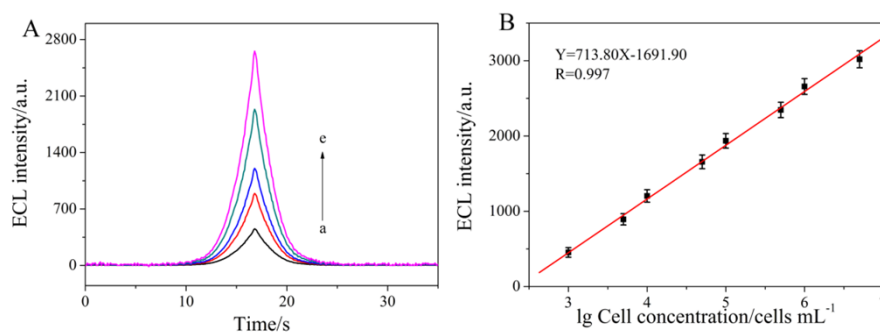 A
2800
2100
1400
700
0
ECL intensity/a.u.
e
a
0
10
20
30
Time/s
B
Y=713.80X-1691.90
R=0.997
3000
2000
1000
0
ECL intensity/a.u.
3
4
5
6
7
lg Cell concentration/cells mL⁻¹